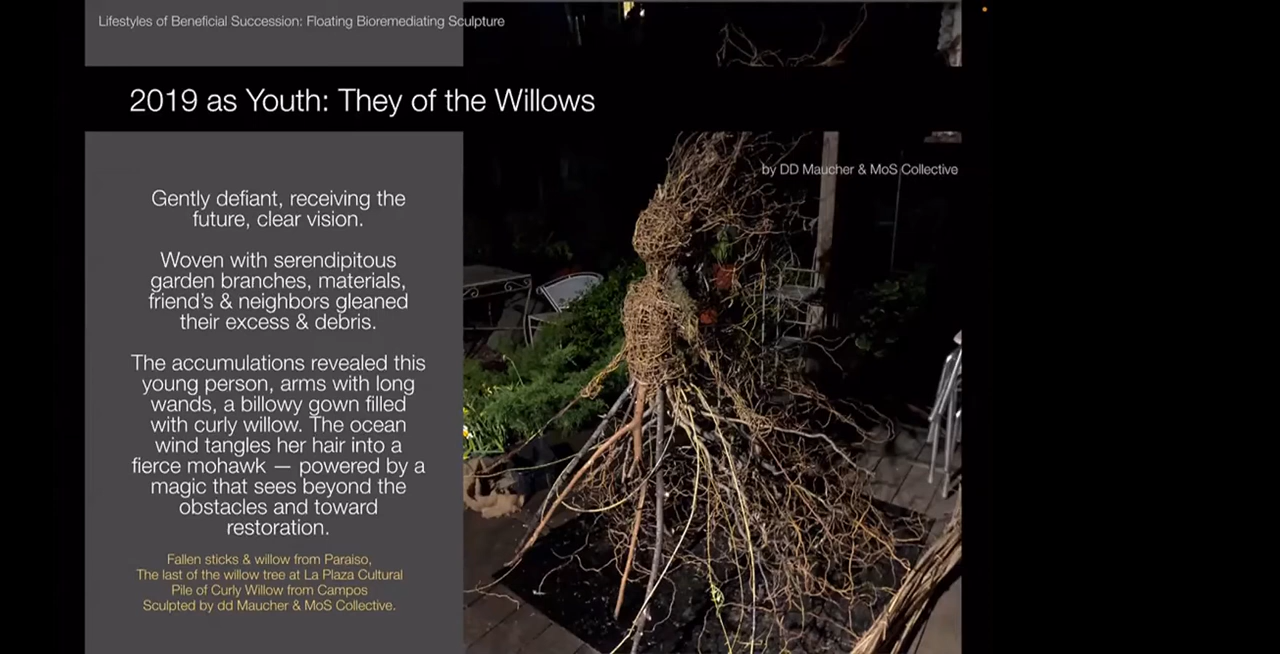 Lifestyles of Beneficial Succession: Floating Bioremediating Sculpture
2019 as Youth: They of the Willows
by DD Maucher & MoS Collective
Gently defiant, receiving the
future, clear vision.
Woven with serendipitous
garden branches, materials,
friend's & neighbors gleaned
their excess & debris.
The accumulations revealed this
young person, arms with long
wands, a billowy gown filled
with curly willow. The ocean
wind tangles her hair into a
fierce mohawk — powered by a
magic that sees beyond the
obstacles and toward
restoration.
Fallen sticks & willow from Paraiso,
The last of the willow tree at La Plaza Cultural
Pile of Curly Willow from Campos
Sculpted by dd Maucher & MoS Collective.